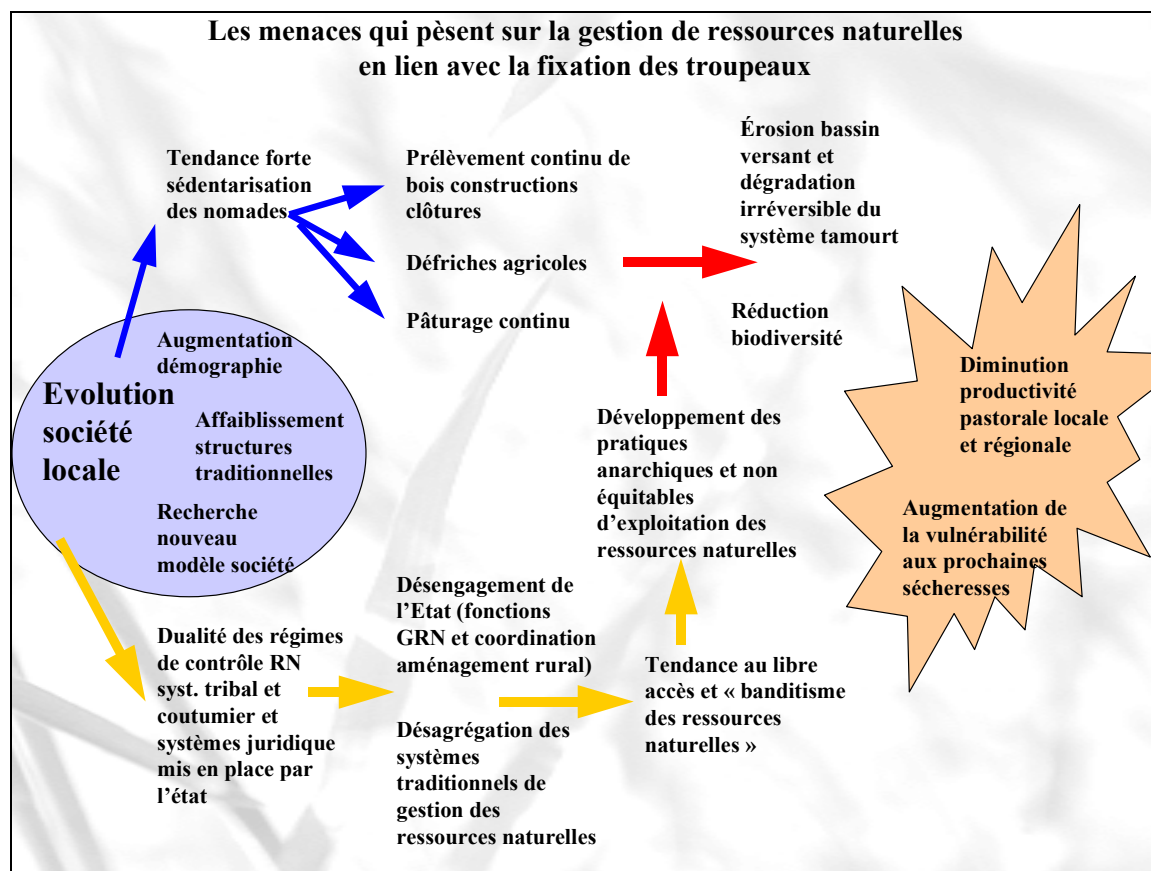 Les menaces qui pèsent sur la gestion de ressources naturelles
en lien avec la fixation des troupeaux
Tendance forte
sédentarisation
des nomades
Prélèvement continu de
bois constructions
clôtures
Défriches agricoles
Pâturage continu
Érosion bassin
versant et
dégradation
irréversible du
système tamourt
Réduction
biodiversité
Evolution
société
locale
Augmentation
démographie
Affaiblissement
structures
traditionnelles
Recherche
nouveau
modèle société
Développement des
pratiques
anarchiques et non
équitables
d’exploitation des
ressources naturelles
Diminution
productivité
pastorale locale
et régionale
Augmentation de
la vulnérabilité
aux prochaines
sécheresses
Dualité des régimes
de contrôle RN
syst. tribal et
coutumier et
systèmes juridique
mis en place par
l’état
Désengagement de
l’Etat (fonctions
GRN et coordination
aménagement rural)
Désagrégation des
systèmes
traditionnels de
gestion des
ressources naturelles
Tendance au libre
accès et « banditisme
des ressources
naturelles »